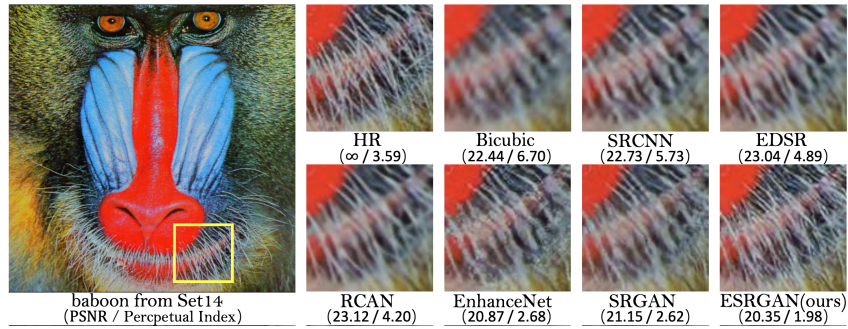 HR
(∞ / 3.59)
Bicubic
(22.44 / 6.70)
SRCNN
(22.73 / 5.73)
EDSR
(23.04 / 4.89)
baboon from Set14
(PSNR / Percpetual Index)
RCAN
(23.12 / 4.20)
EnhanceNet
(20.87 / 2.68)
SRGAN
(21.15 / 2.62)
ESRGAN(ours)
(20.35 / 1.98)